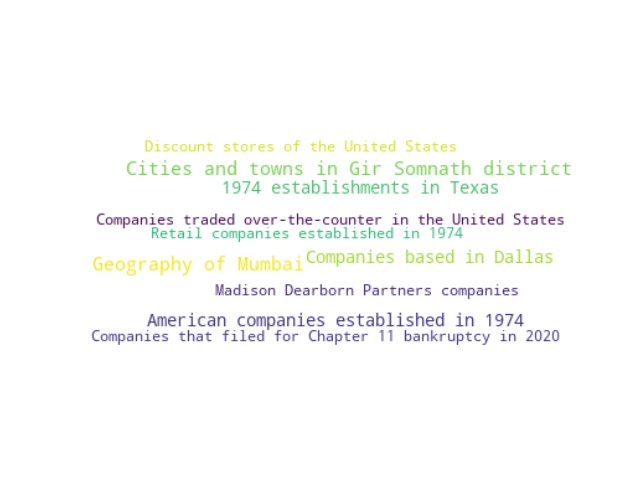 Discount stores of the United States
Cities and towns in Gir Somnath district
1974 establishments in Texas
Companies traded over-the-counter in the United States
Retail companies established in 1974
Geography of Mumbai
Companies based in Dallas
Madison Dearborn Partners companies
American companies established in 1974
Companies that filed for Chapter 11 bankruptcy in 2020